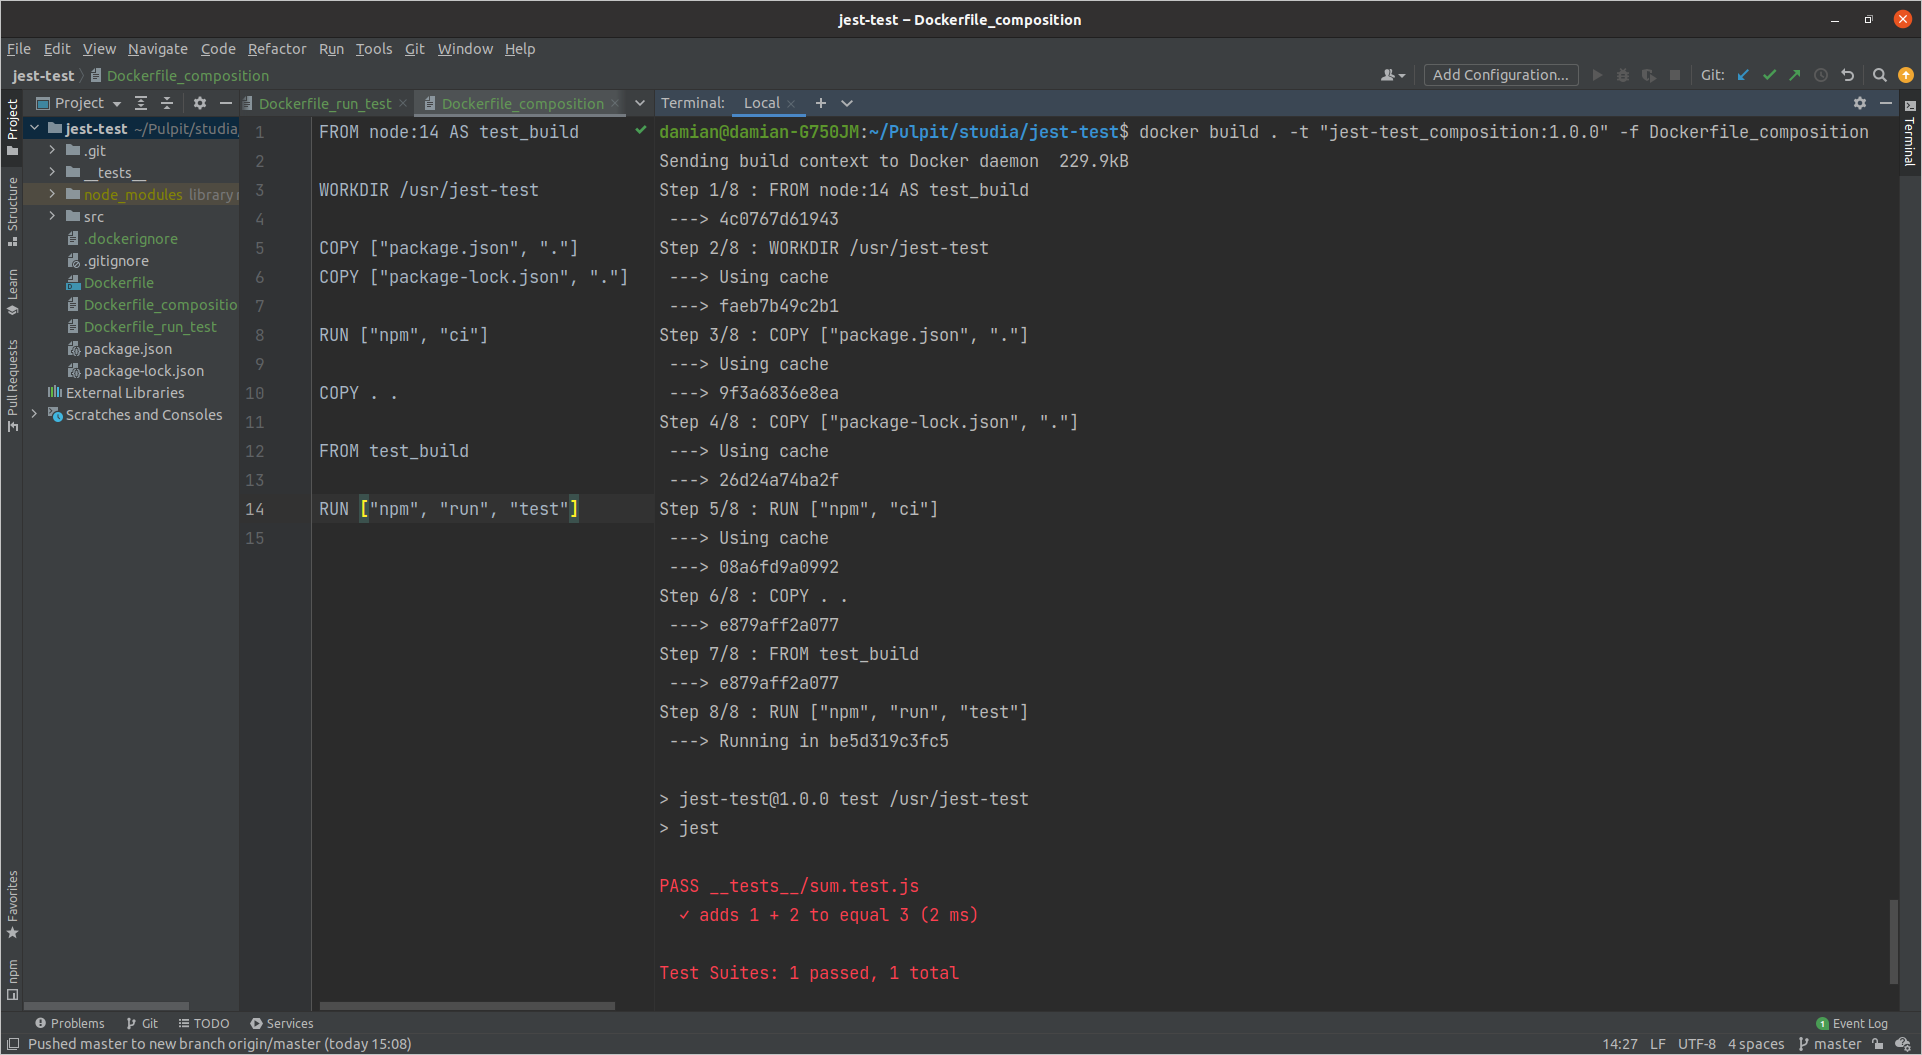 jest-test – Dockerfile_composition
File Edit View Navigate Code Refactor Run Tools Git Window Help
jest-test Dockerfile_composition
Add Configuration...
Git:
Project
Dockerfile_run_test
Dockerfile_composition
Terminal:
Local
Project
Structure
Learn
Pull Requests
Favorites
npm
Terminal
jest-test ~/Pulpit/studia
.git
__tests__
node_modules library
src
.dockerignore
.gitignore
Dockerfile
Dockerfile_compositio
Dockerfile_run_test
package.json
package-lock.json
External Libraries
Scratches and Consoles
1 FROM node:14 AS test_build
2
3 WORKDIR /usr/jest-test
4
5 COPY ["package.json", "."]
6 COPY ["package-lock.json", "."]
7
8 RUN ["npm", "ci"]
9
10 COPY . .
11
12 FROM test_build
13
14 RUN ["npm", "run", "test"]
15
damian@damian-G750JM:~/Pulpit/studia/jest-test$ docker build . -t "jest-test_composition:1.0.0" -f Dockerfile_composition
Sending build context to Docker daemon  229.9kB
Step 1/8 : FROM node:14 AS test_build
---> 4c0767d61943
Step 2/8 : WORKDIR /usr/jest-test
---> Using cache
---> faeb7b49c2b1
Step 3/8 : COPY ["package.json", "."]
---> Using cache
---> 9f3a6836e8ea
Step 4/8 : COPY ["package-lock.json", "."]
---> Using cache
---> 26d24a74ba2f
Step 5/8 : RUN ["npm", "ci"]
---> Using cache
---> 08a6fd9a0992
Step 6/8 : COPY . .
---> e879aff2a077
Step 7/8 : FROM test_build
---> e879aff2a077
Step 8/8 : RUN ["npm", "run", "test"]
---> Running in be5d319c3fc5
> jest-test@1.0.0 test /usr/jest-test
> jest
PASS __tests__/sum.test.js
✓ adds 1 + 2 to equal 3 (2 ms)
Test Suites: 1 passed, 1 total
Problems Git TODO Services
1 Event Log
Pushed master to new branch origin/master (today 15:08)
14:27 LF UTF-8 4 spaces master